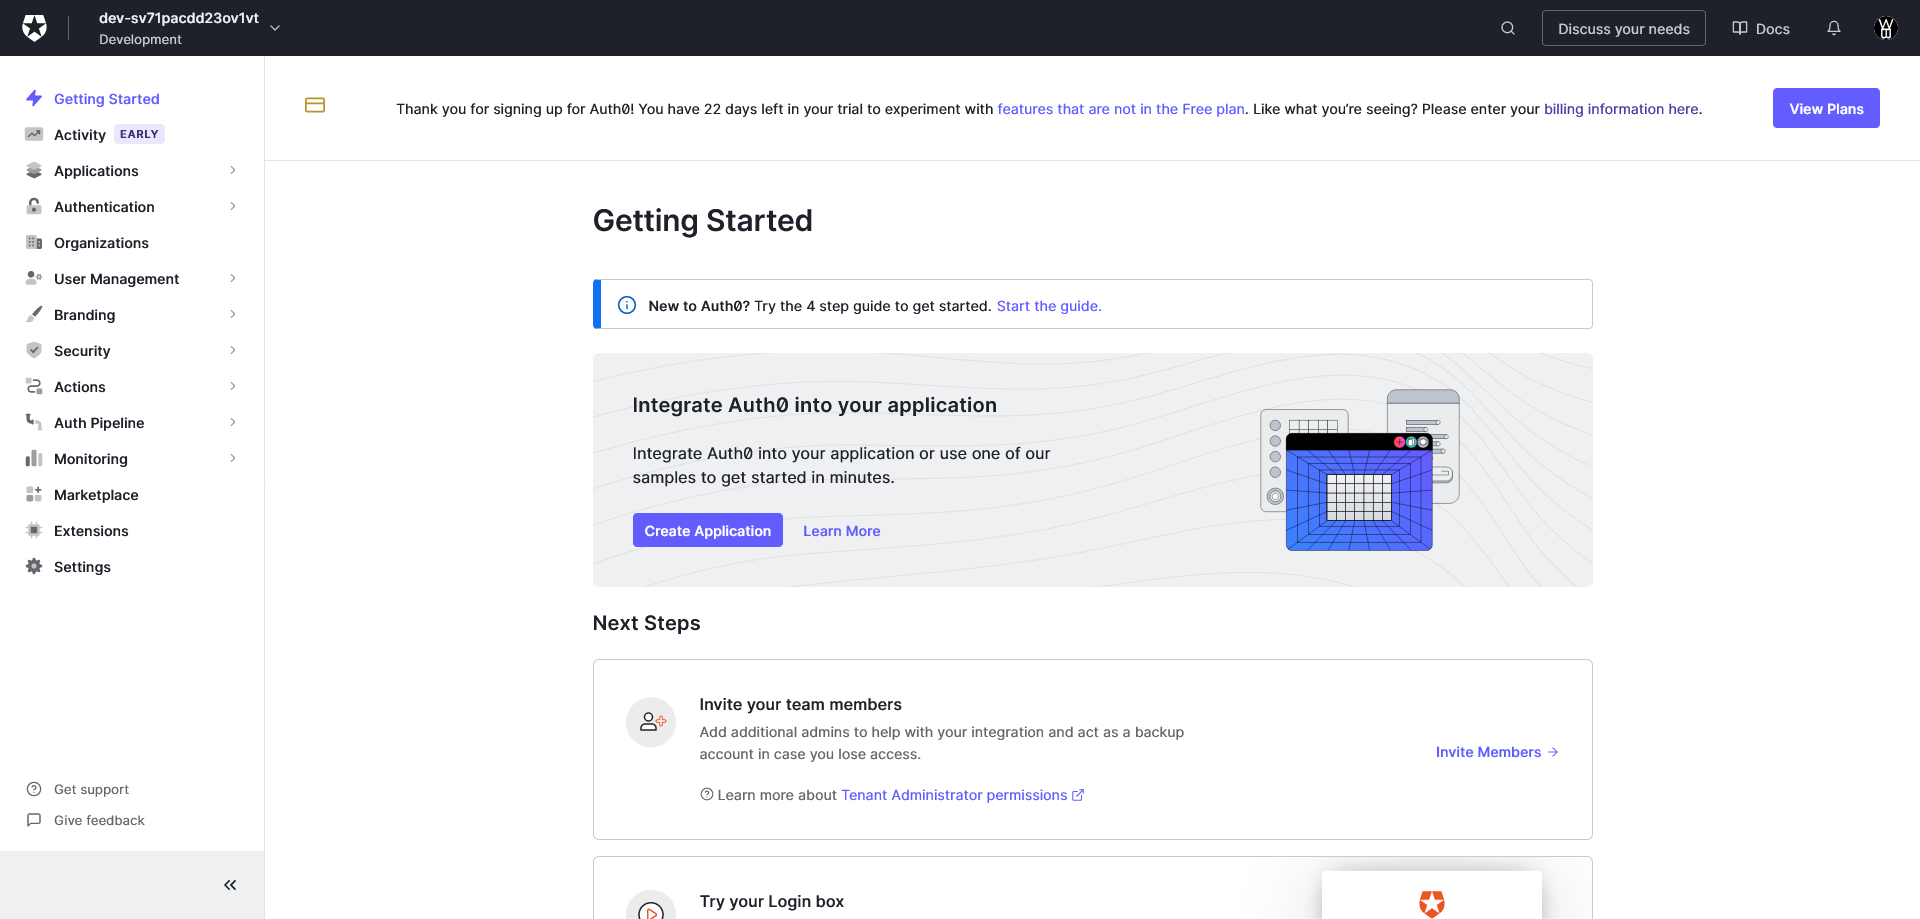 dev-sv71pacdd23ov1vt
Development
Discuss your needs
Docs
Getting Started
Activity EARLY
Applications
Authentication
Organizations
User Management
Branding
Security
Actions
Auth Pipeline
Monitoring
Marketplace
Extensions
Settings
Get support
Give feedback
Thank you for signing up for Auth0! You have 22 days left in your trial to experiment with features that are not in the Free plan. Like what you're seeing? Please enter your billing information here.
View Plans
Getting Started
New to Auth0? Try the 4 step guide to get started. Start the guide.
Integrate Auth0 into your application
Integrate Auth0 into your application or use one of our
samples to get started in minutes.
Create Application Learn More
Next Steps
Invite your team members
Add additional admins to help with your integration and act as a backup
account in case you lose access.
Invite Members
Learn more about Tenant Administrator permissions
Try your Login box